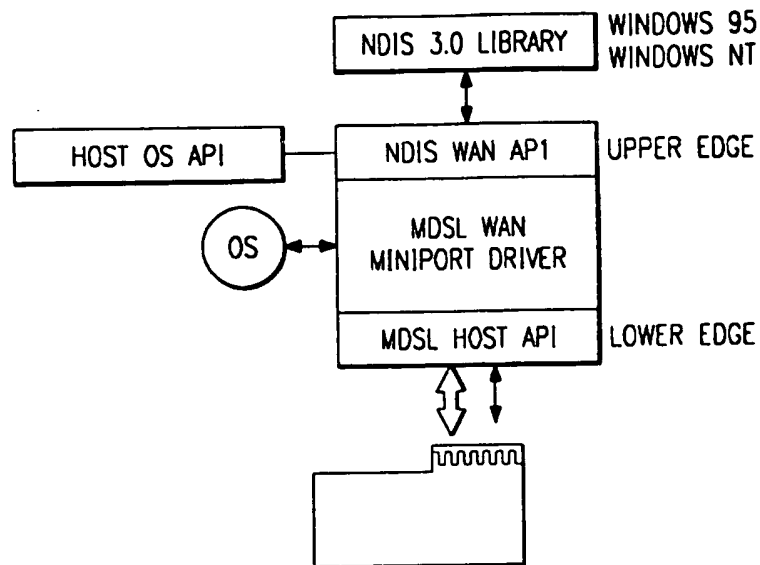 NDIS 3.0 LIBRARY
WINDOWS 95
WINDOWS NT
HOST OS API
NDIS WAN AP1
UPPER EDGE
OS
MDSL WAN
MINIPORT DRIVER
MDSL HOST API
LOWER EDGE